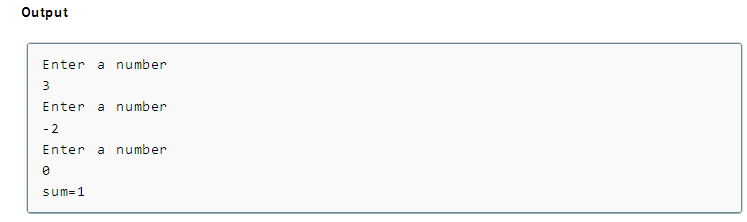 Output
Enter a number
3
Enter a number
-2
Enter a number
0
sum=1